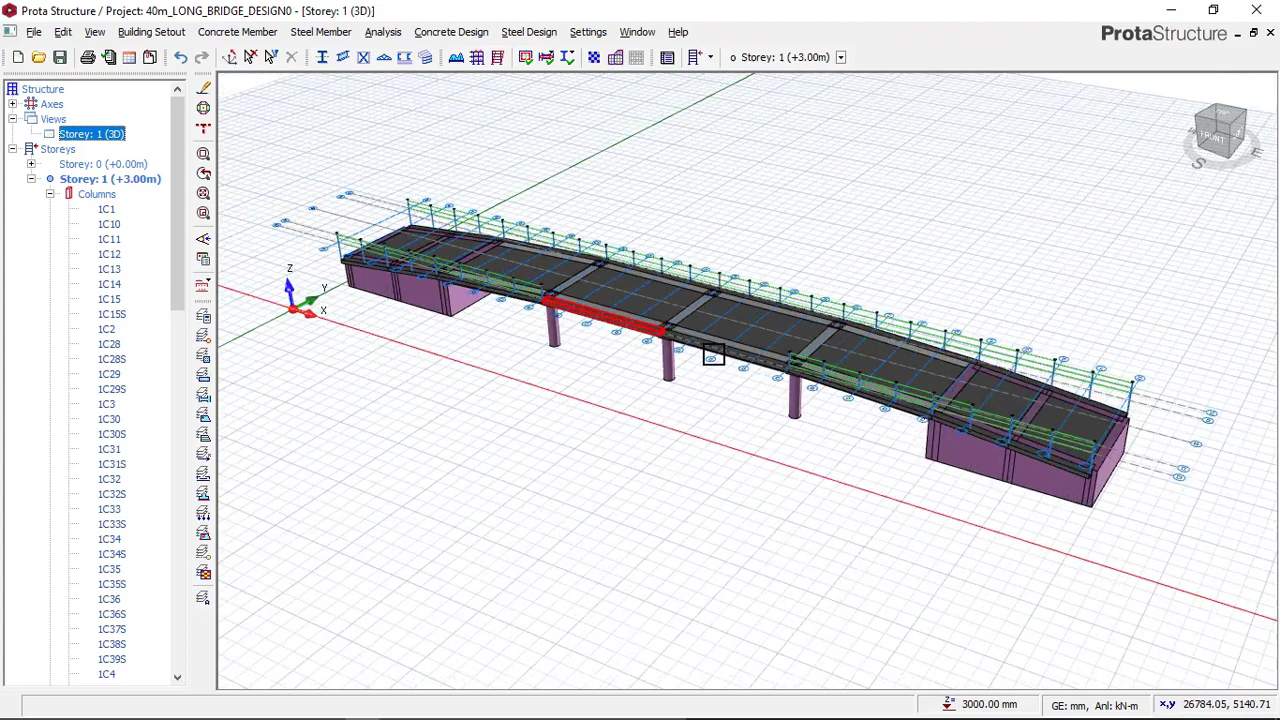 Prota Structure / Project: 40m_LONG_BRIDGE_DESIGN0 - [Storey: 1 (3D)]
File Edit View Building Setout Concrete Member Steel Member Analysis Concrete Design Steel Design Settings Window Help
ProtaStructure
Storey: 1 (+3.00m)
Structure
Axes
Views
Storey: 1 (3D)
Storeys
Storey: 0 (+0.00m)
Storey: 1 (+3.00m)
Columns
1C1
1C10
1C11
1C12
1C13
1C14
1C15
1C15S
1C2
1C28
1C28S
1C29
1C29S
1C3
1C30
1C30S
1C31
1C31S
1C32
1C32S
1C33
1C33S
1C34
1C34S
1C35
1C35S
1C36
1C36S
1C37S
1C38S
1C39S
1C4
Z
Y
X
FRONT
S
E
Z= 3000.00 mm
GE: mm, Anl: kN-m
x,y 26784.05, 5140.71